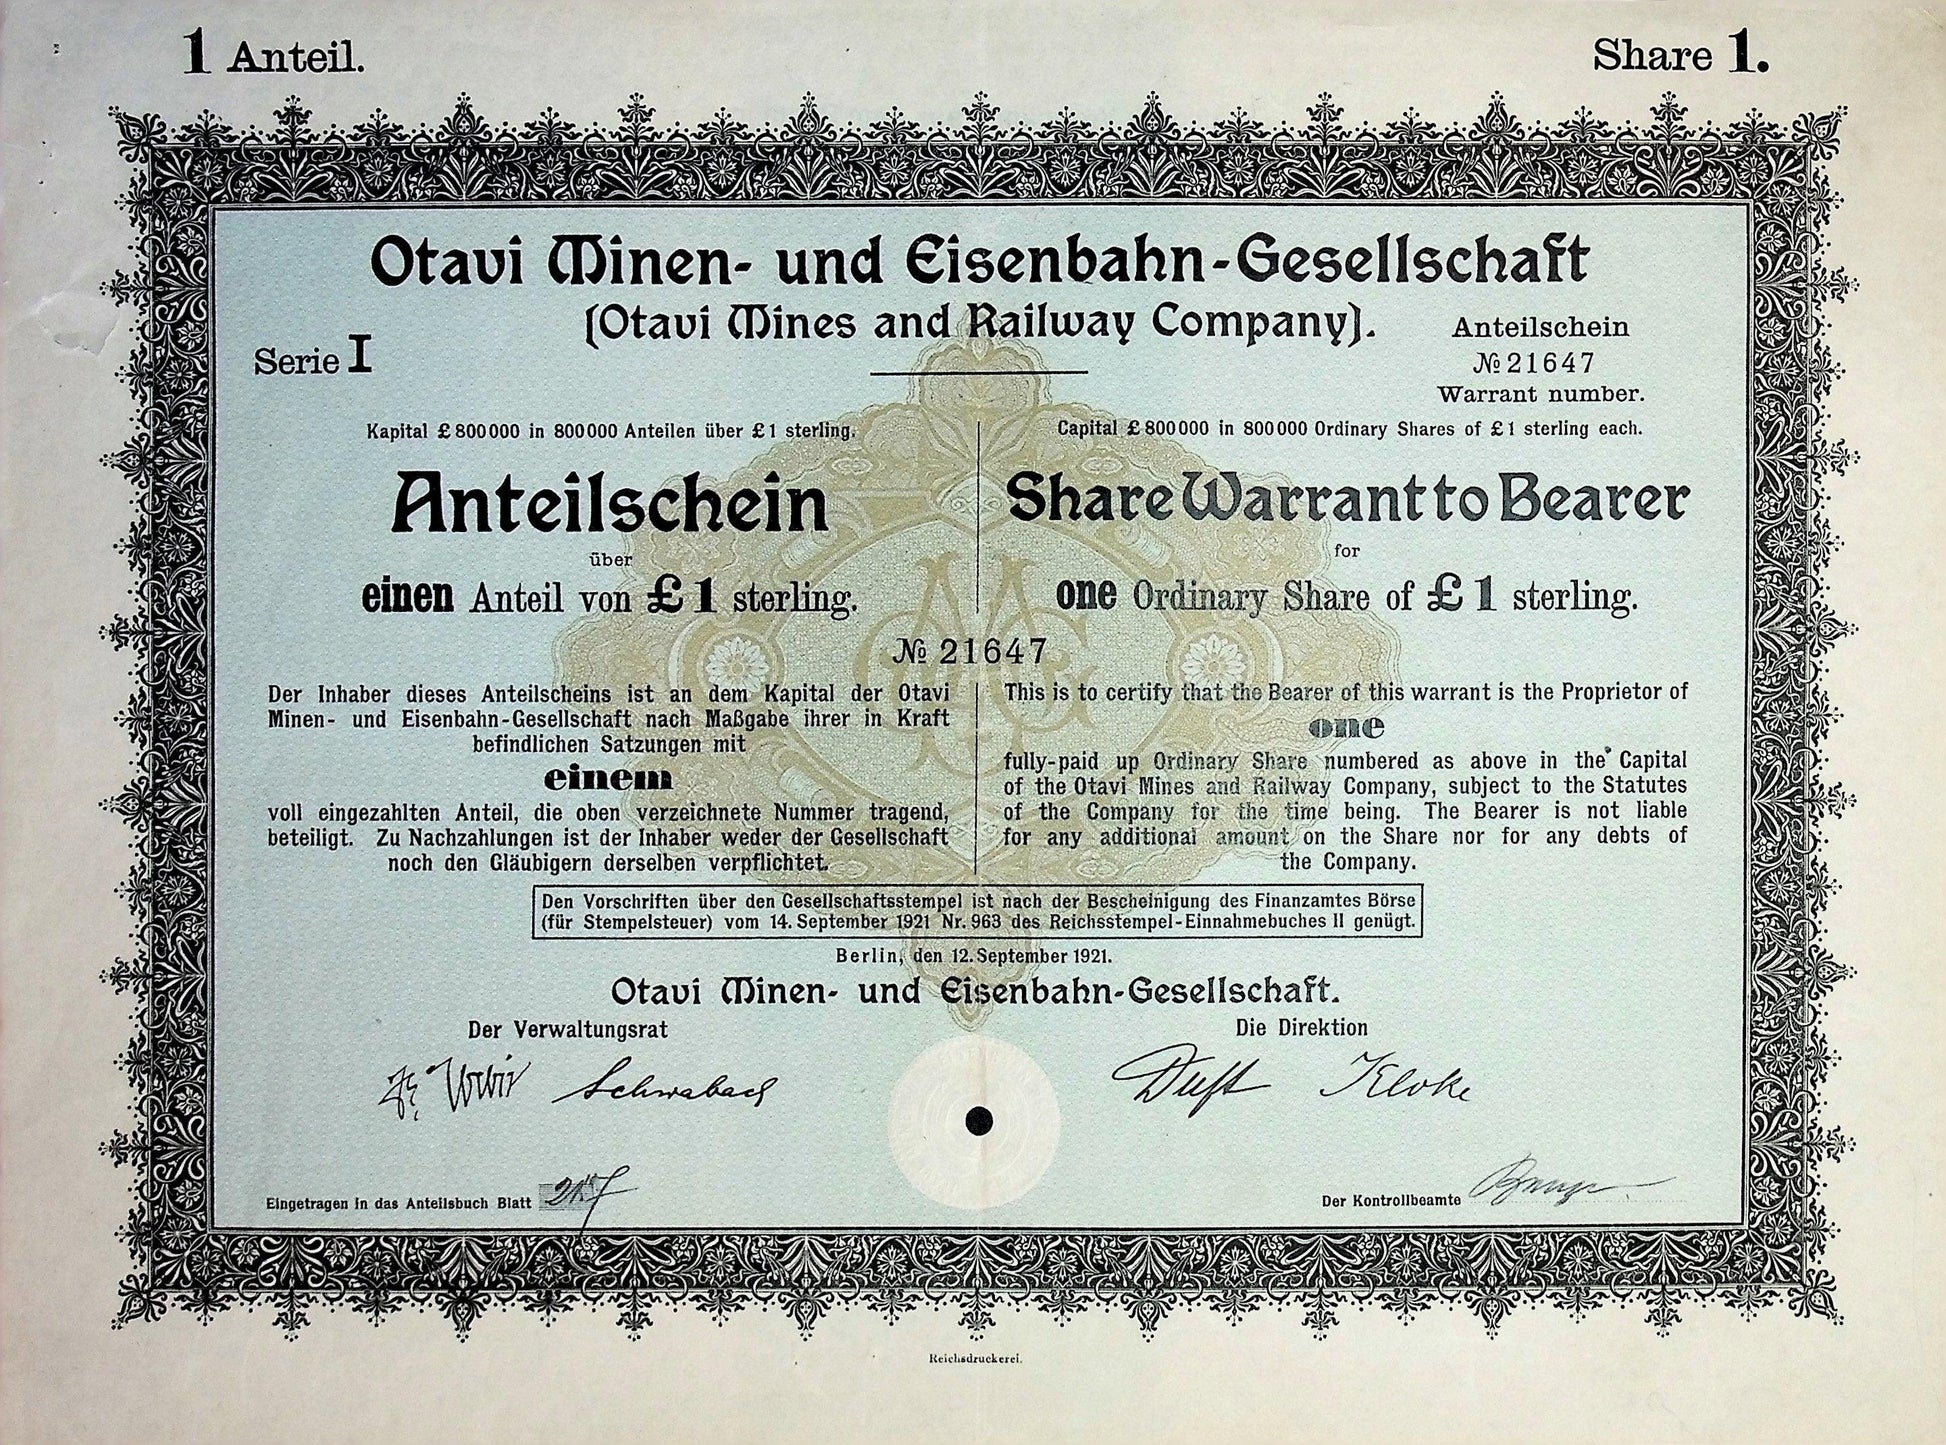 1 Anteil.
Share 1.
Otavi Minen- und Eisenbahn-Gesellschaft
(Otavi Mines and Railway Company).
Serie I
Anteilschein
№ 21647
Warrant number.
Kapital £ 800000 in 800000 Anteilen über £ 1 sterling.
Anteilschein
über
einen Anteil von £ 1 sterling.
Capital £ 800000 in 800000 Ordinary Shares of £ 1 sterling each.
Share Warrant to Bearer
for
one Ordinary Share of £ 1 sterling.
№ 21647
Der Inhaber dieses Anteilscheins ist an dem Kapital der Otavi
Minen- und Eisenbahn-Gesellschaft nach Maßgabe ihrer in Kraft
befindlichen Satzungen mit
einem
voll eingezahlten Anteil, die oben verzeichnete Nummer tragend,
beteiligt. Zu Nachzahlungen ist der Inhaber weder der Gesellschaft
noch den Gläubigern derselben verpflichtet.
This is to certify that the Bearer of this warrant is the Proprietor of
one
fully-paid up Ordinary Share numbered as above in the Capital
of the Otavi Mines and Railway Company, subject to the Statutes
of the Company for the time being. The Bearer is not liable
for any additional amount on the Share nor for any debts of
the Company.
Den Vorschriften über den Gesellschaftsstempel ist nach der Bescheinigung des Finanzamtes Börse
(für Stempelsteuer) vom 14. September 1921 Nr. 963 des Reichsstempel-Einnahmebuches II genügt.
Berlin, den 12. September 1921.
Otavi Minen- und Eisenbahn-Gesellschaft.
Der Verwaltungsrat
Die Direktion
Schwabach
Duft
Kloke
Eingetragen in das Anteilsbuch Blatt
Der Kontrollbeamte
Reichsdruckerei.